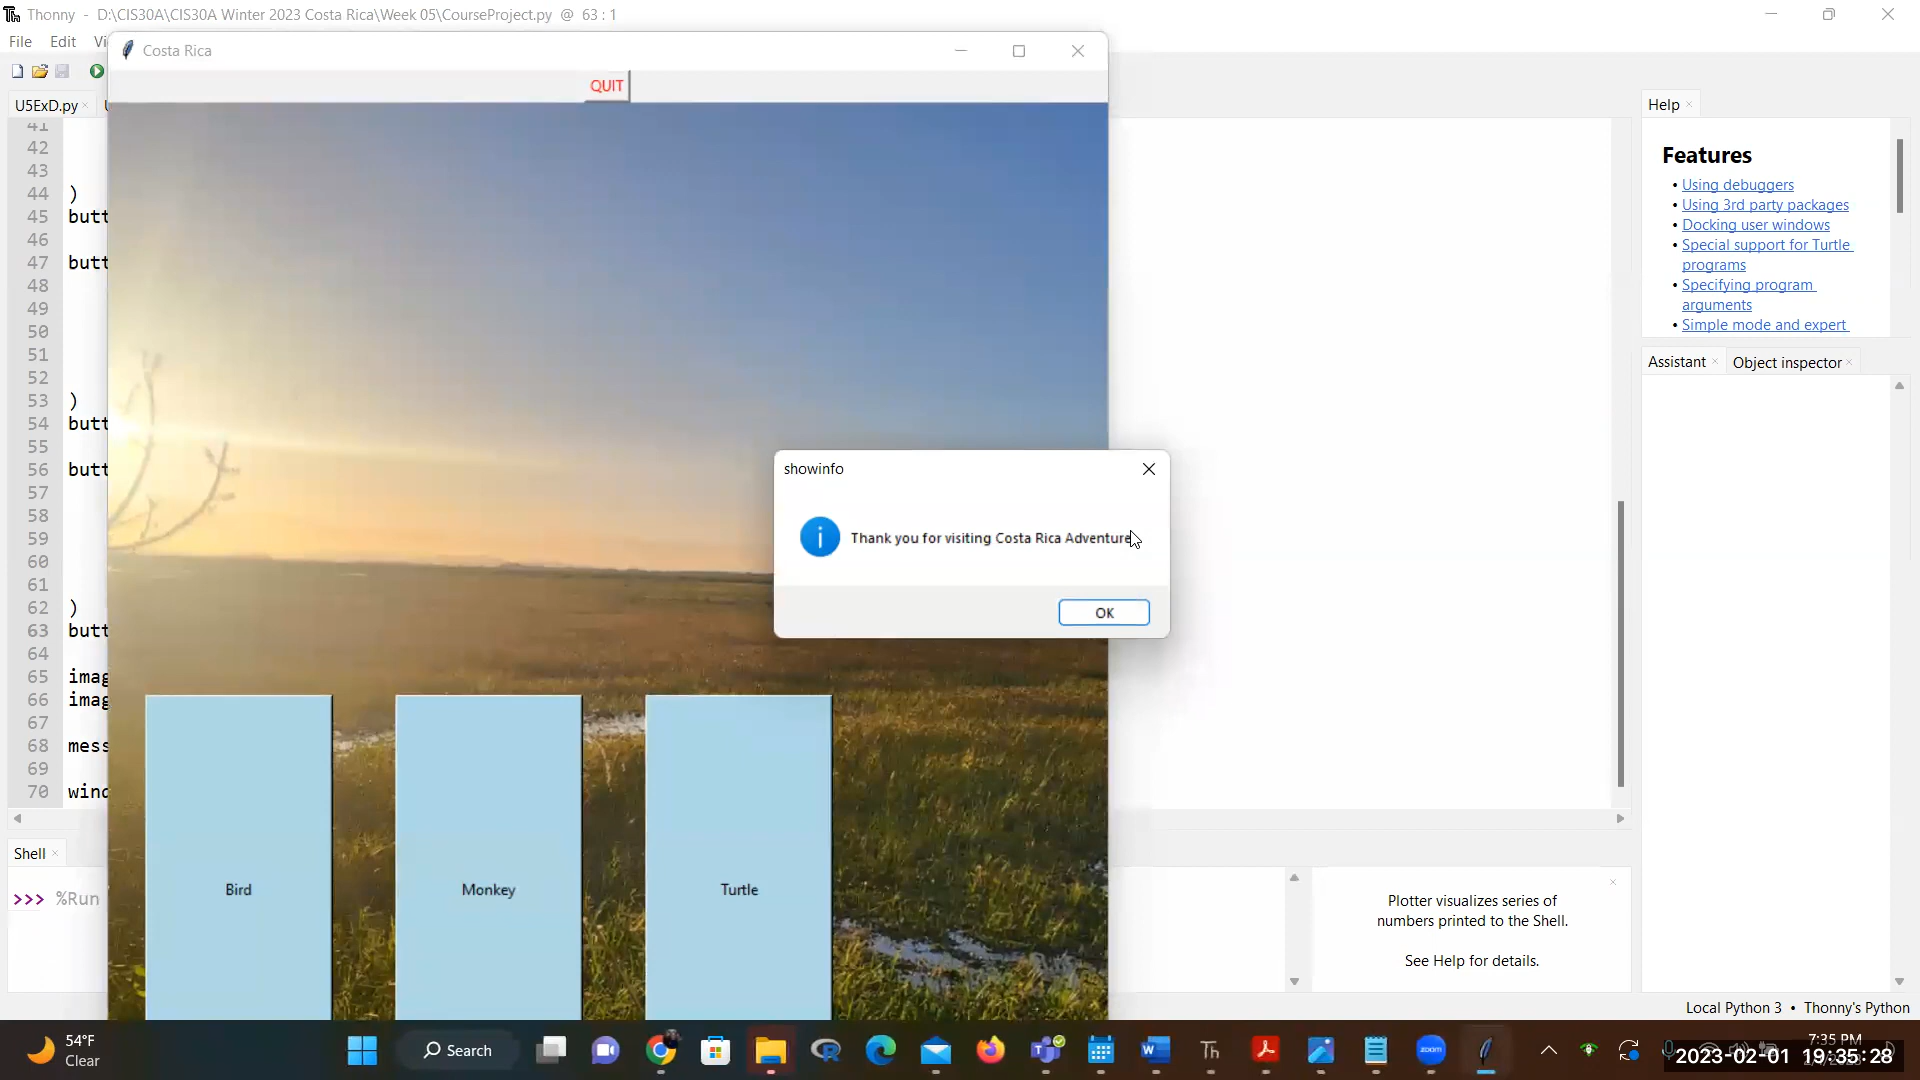 Thonny - D:\CIS30A\CIS30A Winter 2023 Costa Rica\Week 05\CourseProject.py @ 63 : 1
File Edit Vi
Costa Rica
QUIT
U5ExD.py
Help
41
42
43
44 )
45 butt
46
47 butt
48
49
50
51
52
53 )
54 butt
55
56 butt
57
58
59
60
61
62 )
63 butt
64
65 imag
66 imag
67
68 mess
69
70 wind
showinfo
Thank you for visiting Costa Rica Adventure
OK
Bird
Monkey
Turtle
Features
• Using debuggers
• Using 3rd party packages
• Docking user windows
• Special support for Turtle
programs
• Specifying program
arguments
• Simple mode and expert
Assistant
Object inspector
Shell
>>> %Run
Plotter visualizes series of
numbers printed to the Shell.
See Help for details.
Local Python 3 • Thonny's Python
54°F
Clear
Search
zoom
7:35 PM
2023-02-01 19:35:28